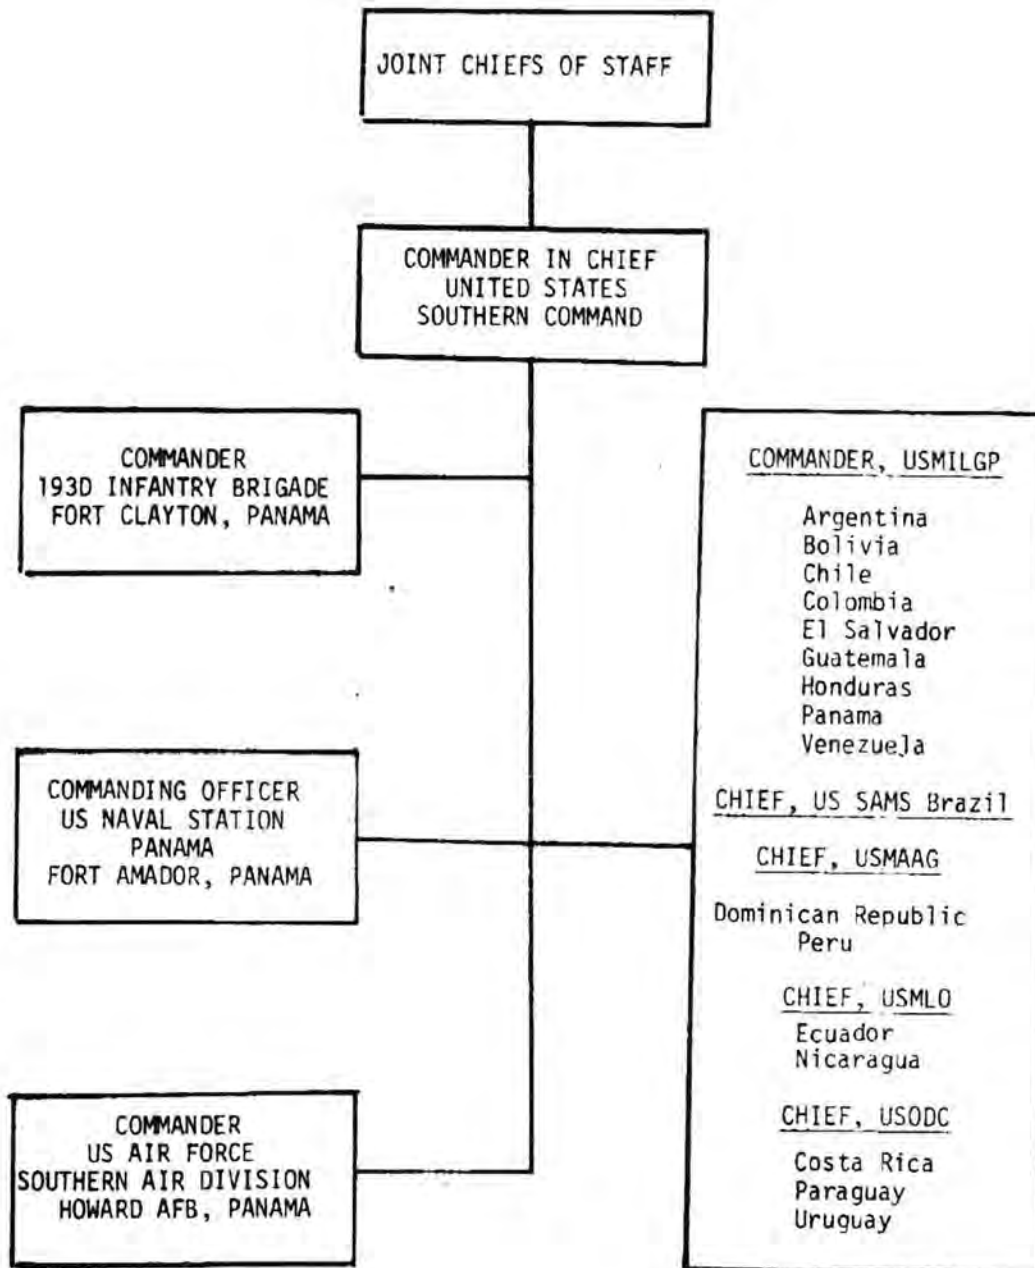 JOINT CHIEFS OF STAFF
COMMANDER IN CHIEF
UNITED STATES
SOUTHERN COMMAND
COMMANDER
193D INFANTRY BRIGADE
FORT CLAYTON, PANAMA
COMMANDING OFFICER
US NAVAL STATION
PANAMA
FORT AMADOR, PANAMA
COMMANDER
US AIR FORCE
SOUTHERN AIR DIVISION
HOWARD AFB, PANAMA
COMMANDER, USMILGP
Argentina
Bolivia
Chile
Colombia
El Salvador
Guatemala
Honduras
Panama
Venezuela
CHIEF, US SAMS Brazil
CHIEF, USMAAG
Dominican Republic
Peru
CHIEF, USMLO
Ecuador
Nicaragua
CHIEF, USODC
Costa Rica
Paraguay
Uruguay